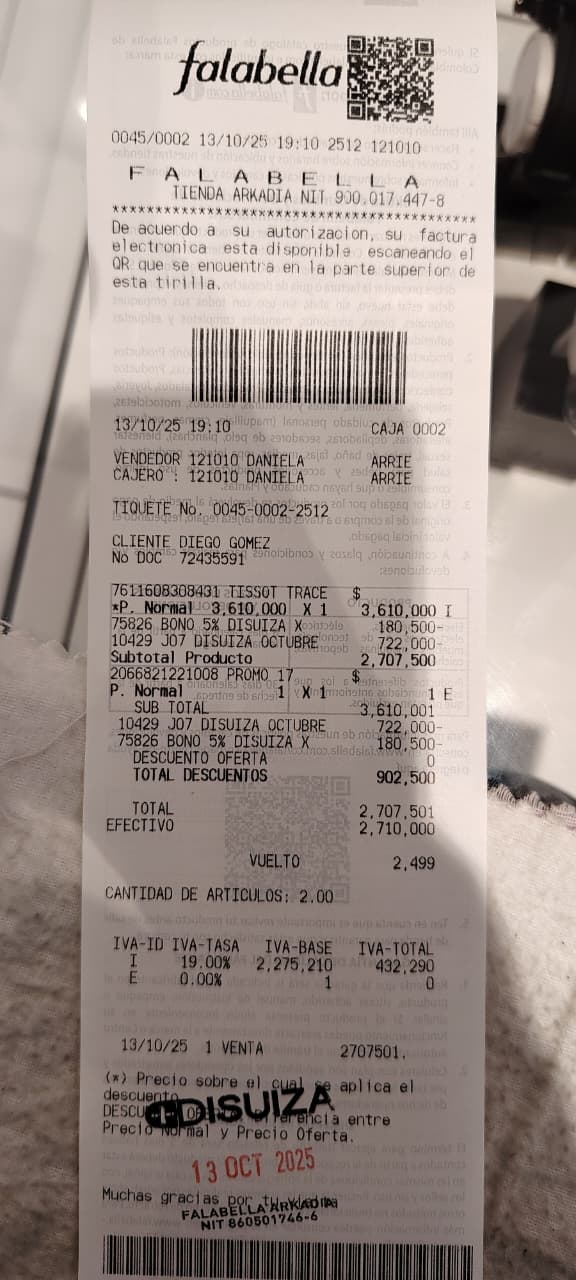 falabella
0045/0002 13/10/25 19:10 2512 121010
F A L A B E L L A
TIENDA ARKADIA NIT 900.017.447-8
************************************************
De acuerdo a su autorizacion, su factura
electronica esta disponible escaneando el
QR que se encuentra en la parte superior de
esta tirilla.
13/10/25 19:10 CAJA 0002
VENDEDOR 121010 DANIELA ARRIE
CAJERO : 121010 DANIELA ARRIE
TIQUETE No. 0045-0002-2512
CLIENTE DIEGO GOMEZ
No DOC 72435591
7611608308431 TISSOT TRACE $
*P. Normal 3,610,000 X 1 3,610,000 I
75826 BONO 5% DISUIZA X 180,500-
10429 J07 DISUIZA OCTUBRE 722,000-
Subtotal Producto 2,707,500
2066821221008 PROMO 17 $
P. Normal 1 X 1 1 E
SUB TOTAL 3,610,001
10429 J07 DISUIZA OCTUBRE 722,000-
75826 BONO 5% DISUIZA X 180,500-
DESCUENTO OFERTA 0
TOTAL DESCUENTOS 902,500
TOTAL 2,707,501
EFECTIVO 2,710,000
VUELTO 2,499
CANTIDAD DE ARTICULOS: 2.00
IVA-ID IVA-TASA IVA-BASE IVA-TOTAL
I 19.00% 2,275,210 432,290
E 0.00% 1 0
13/10/25 1 VENTA 2707501.
(*) Precio sobre el cual se aplica el
descuento
DISUIZA
Precio Normal y Precio Oferta.
13 OCT 2025
Muchas gracias por tu
FALABELLA ARKADIA
NIT 860501746-6